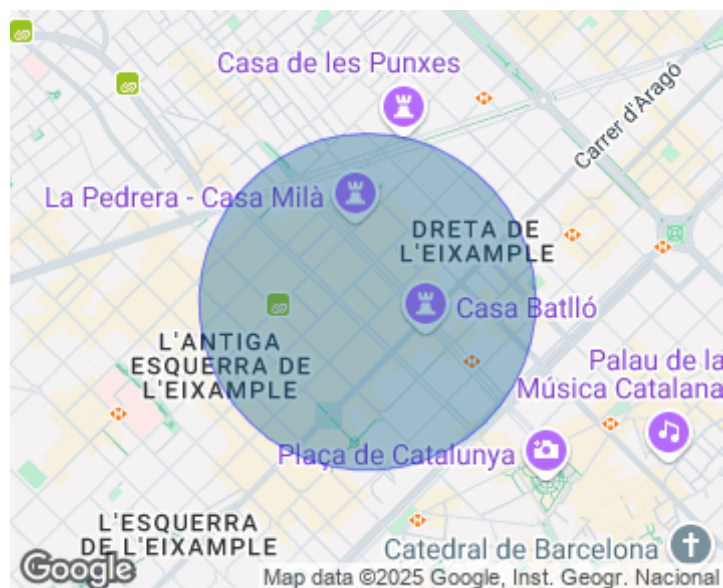 Casa de les Punxes
Carrer d'Aragó
La Pedrera - Casa Milà
DRETA DE
L'EIXAMPLE
Casa Batlló
L'ANTIGA
ESQUERRA DE
L'EIXAMPLE
Palau de la
Música Catalana
Plaça de Catalunya
L'ESQUERRA
DE L'EIXAMPLE
Catedral de Barcelona
Google
Map data ©2025 Google, Inst. Geogr. Nacional